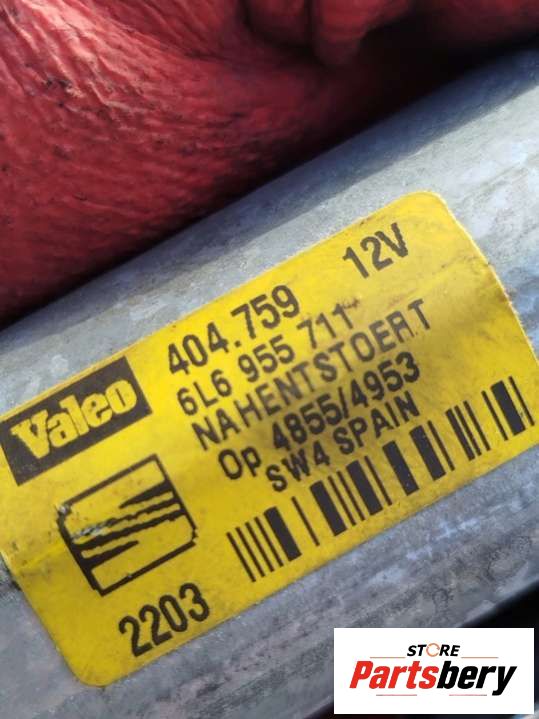 Valeo
404.759 12V
6L6 955 711
NAHENTSTOERT
Op 4855/4953
SW4 SPAIN
2203
STORE
Partsbery